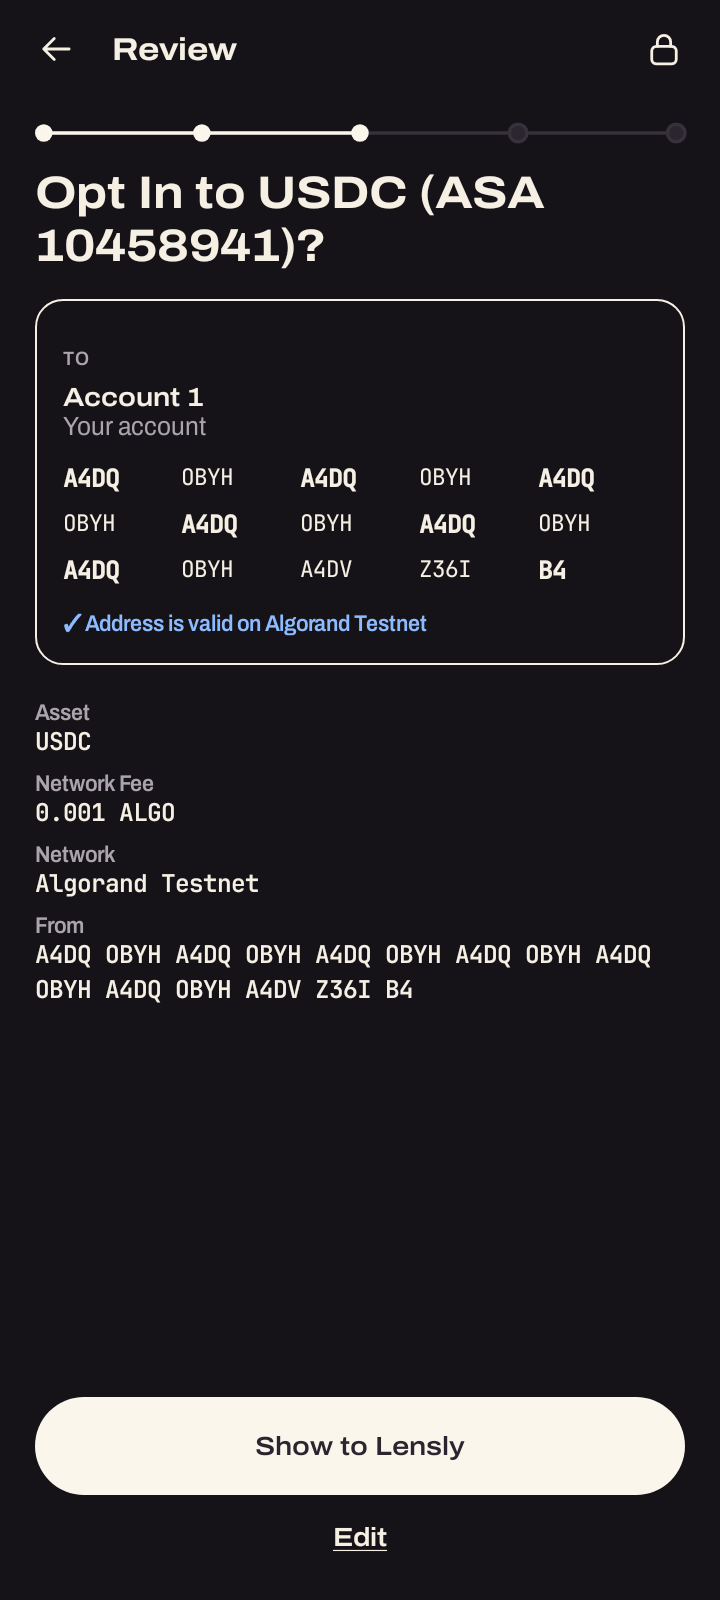 Review
Opt In to USDC (ASA
10458941)?
TO
Account 1
Your account
A4DQ OBYH A4DQ OBYH A4DQ
OBYH A4DQ OBYH A4DQ OBYH
A4DQ OBYH A4DV Z36I B4
✓ Address is valid on Algorand Testnet
Asset
USDC
Network Fee
0.001 ALGO
Network
Algorand Testnet
From
A4DQ OBYH A4DQ OBYH A4DQ OBYH A4DQ OBYH A4DQ
OBYH A4DQ OBYH A4DV Z36I B4
Show to Lensly
Edit